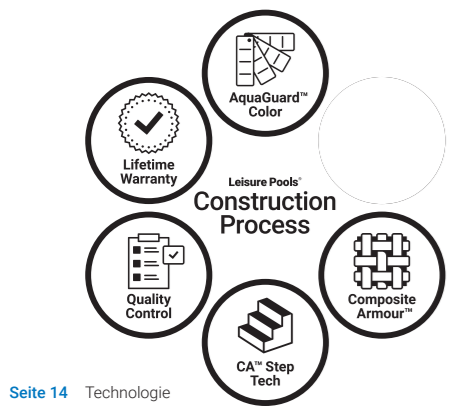 AquaGuard™
Color
Lifetime
Warranty
Leisure Pools®
Construction
Process
Quality
Control
Composite
Armour™
CA™ Step
Tech
Seite 14 Technologie